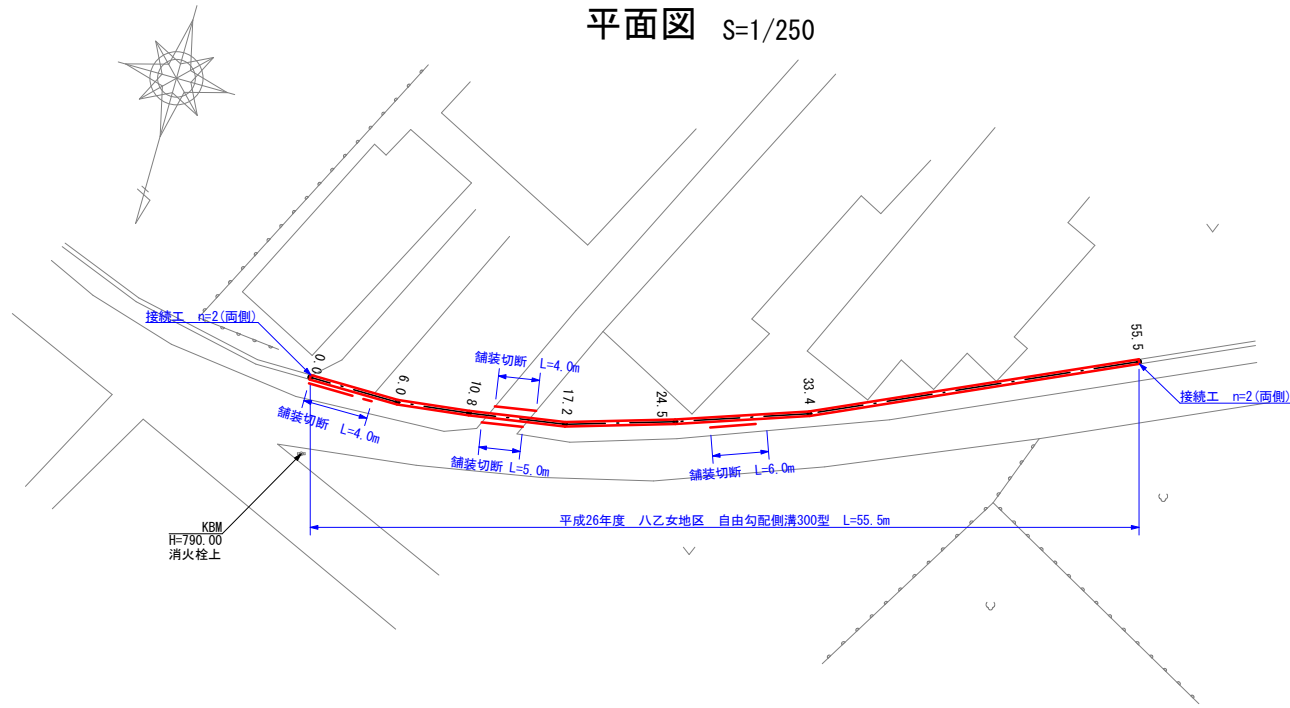 平面図 S=1/250
接続工 n=2(両側)
0.0
6.0
10.8
17.2
24.5
33.4
55.5
舗装切断 L=4.0m
舗装切断 L=4.0m
舗装切断 L=5.0m
舗装切断 L=6.0m
接続工 n=2(両側)
平成26年度 八乙女地区 自由勾配側溝300型 L=55.5m
KBM
H=790.00
消火栓上